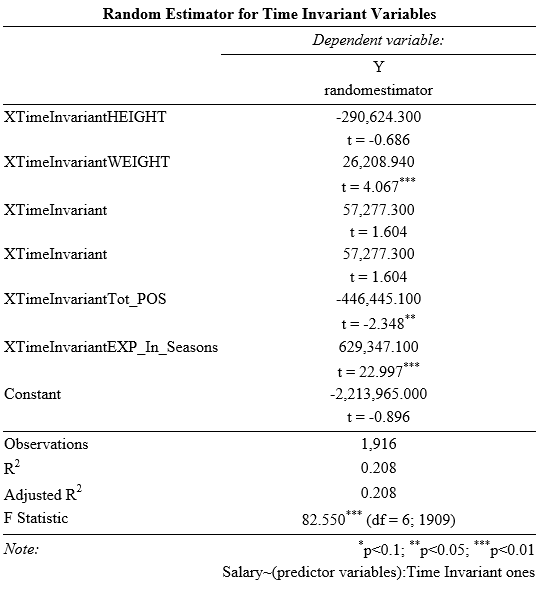 Random Estimator for Time Invariant Variables
Dependent variable:
Y
randomestimator
XTimeInvariantHEIGHT -290,624.300
t = -0.686
XTimeInvariantWEIGHT 26,208.940
t = 4.067***
XTimeInvariant 57,277.300
t = 1.604
XTimeInvariant 57,277.300
t = 1.604
XTimeInvariantTot_POS -446,445.100
t = -2.348**
XTimeInvariantEXP_In_Seasons 629,347.100
t = 22.997***
Constant -2,213,965.000
t = -0.896
Observations 1,916
R2 0.208
Adjusted R2 0.208
F Statistic 82.550*** (df = 6; 1909)
Note: *p<0.1; **p<0.05; ***p<0.01
Salary~(predictor variables):Time Invariant ones